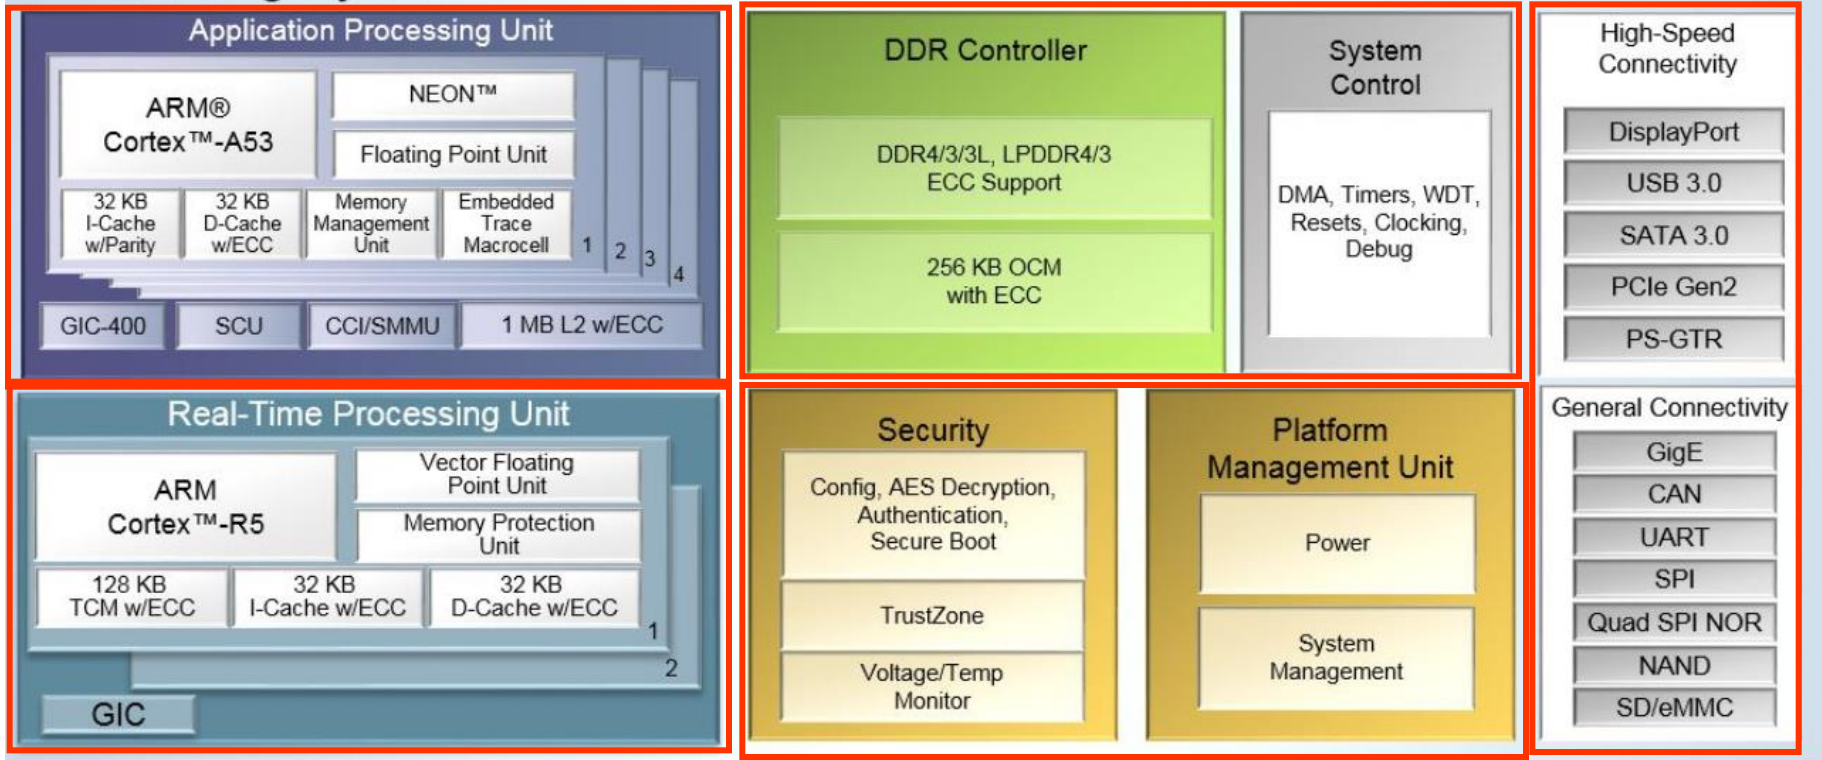 Application Processing Unit
ARM®
Cortex™-A53
NEON™
Floating Point Unit
32 KB
I-Cache
w/Parity
32 KB
D-Cache
w/ECC
Memory
Management
Unit
Embedded
Trace
Macrocell
1
2
3
4
GIC-400
SCU
CCI/SMMU
1 MB L2 w/ECC
Real-Time Processing Unit
ARM
Cortex™-R5
Vector Floating
Point Unit
Memory Protection
Unit
128 KB
TCM w/ECC
32 KB
I-Cache w/ECC
32 KB
D-Cache w/ECC
1
2
GIC
DDR Controller
DDR4/3/3L, LPDDR4/3
ECC Support
256 KB OCM
with ECC
System
Control
DMA, Timers, WDT,
Resets, Clocking,
Debug
Security
Config, AES Decryption,
Authentication,
Secure Boot
TrustZone
Voltage/Temp
Monitor
Platform
Management Unit
Power
System
Management
High-Speed
Connectivity
DisplayPort
USB 3.0
SATA 3.0
PCIe Gen2
PS-GTR
General Connectivity
GigE
CAN
UART
SPI
Quad SPI NOR
NAND
SD/eMMC